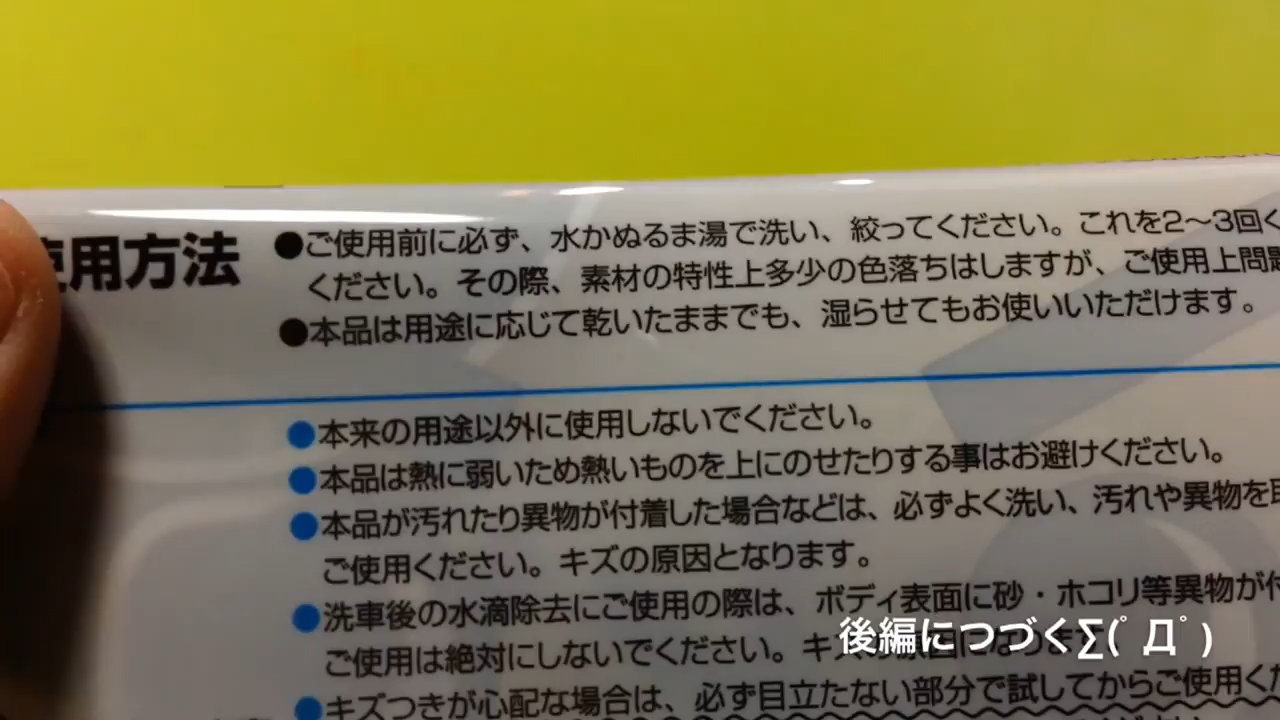 使用方法
●ご使用前に必ず、水かぬるま湯で洗い、絞ってください。これを2〜3回く
ください。その際、素材の特性上多少の色落ちはしますが、ご使用上問題
●本品は用途に応じて乾いたままでも、湿らせてもお使いいただけます。
●本来の用途以外に使用しないでください。
●本品は熱に弱いため熱いものを上にのせたりする事はお避けください。
●本品が汚れたり異物が付着した場合などは、必ずよく洗い、汚れや異物を取
ご使用ください。キズの原因となります。
●洗車後の水滴除去にご使用の際は、ボディ表面に砂・ホコリ等異物が付
ご使用は絶対にしないでください。キズの原因になりま
後編につづくΣ(ﾟДﾟ)
●キズつきが心配な場合は、必ず目立たない部分で試してからご使用くだ